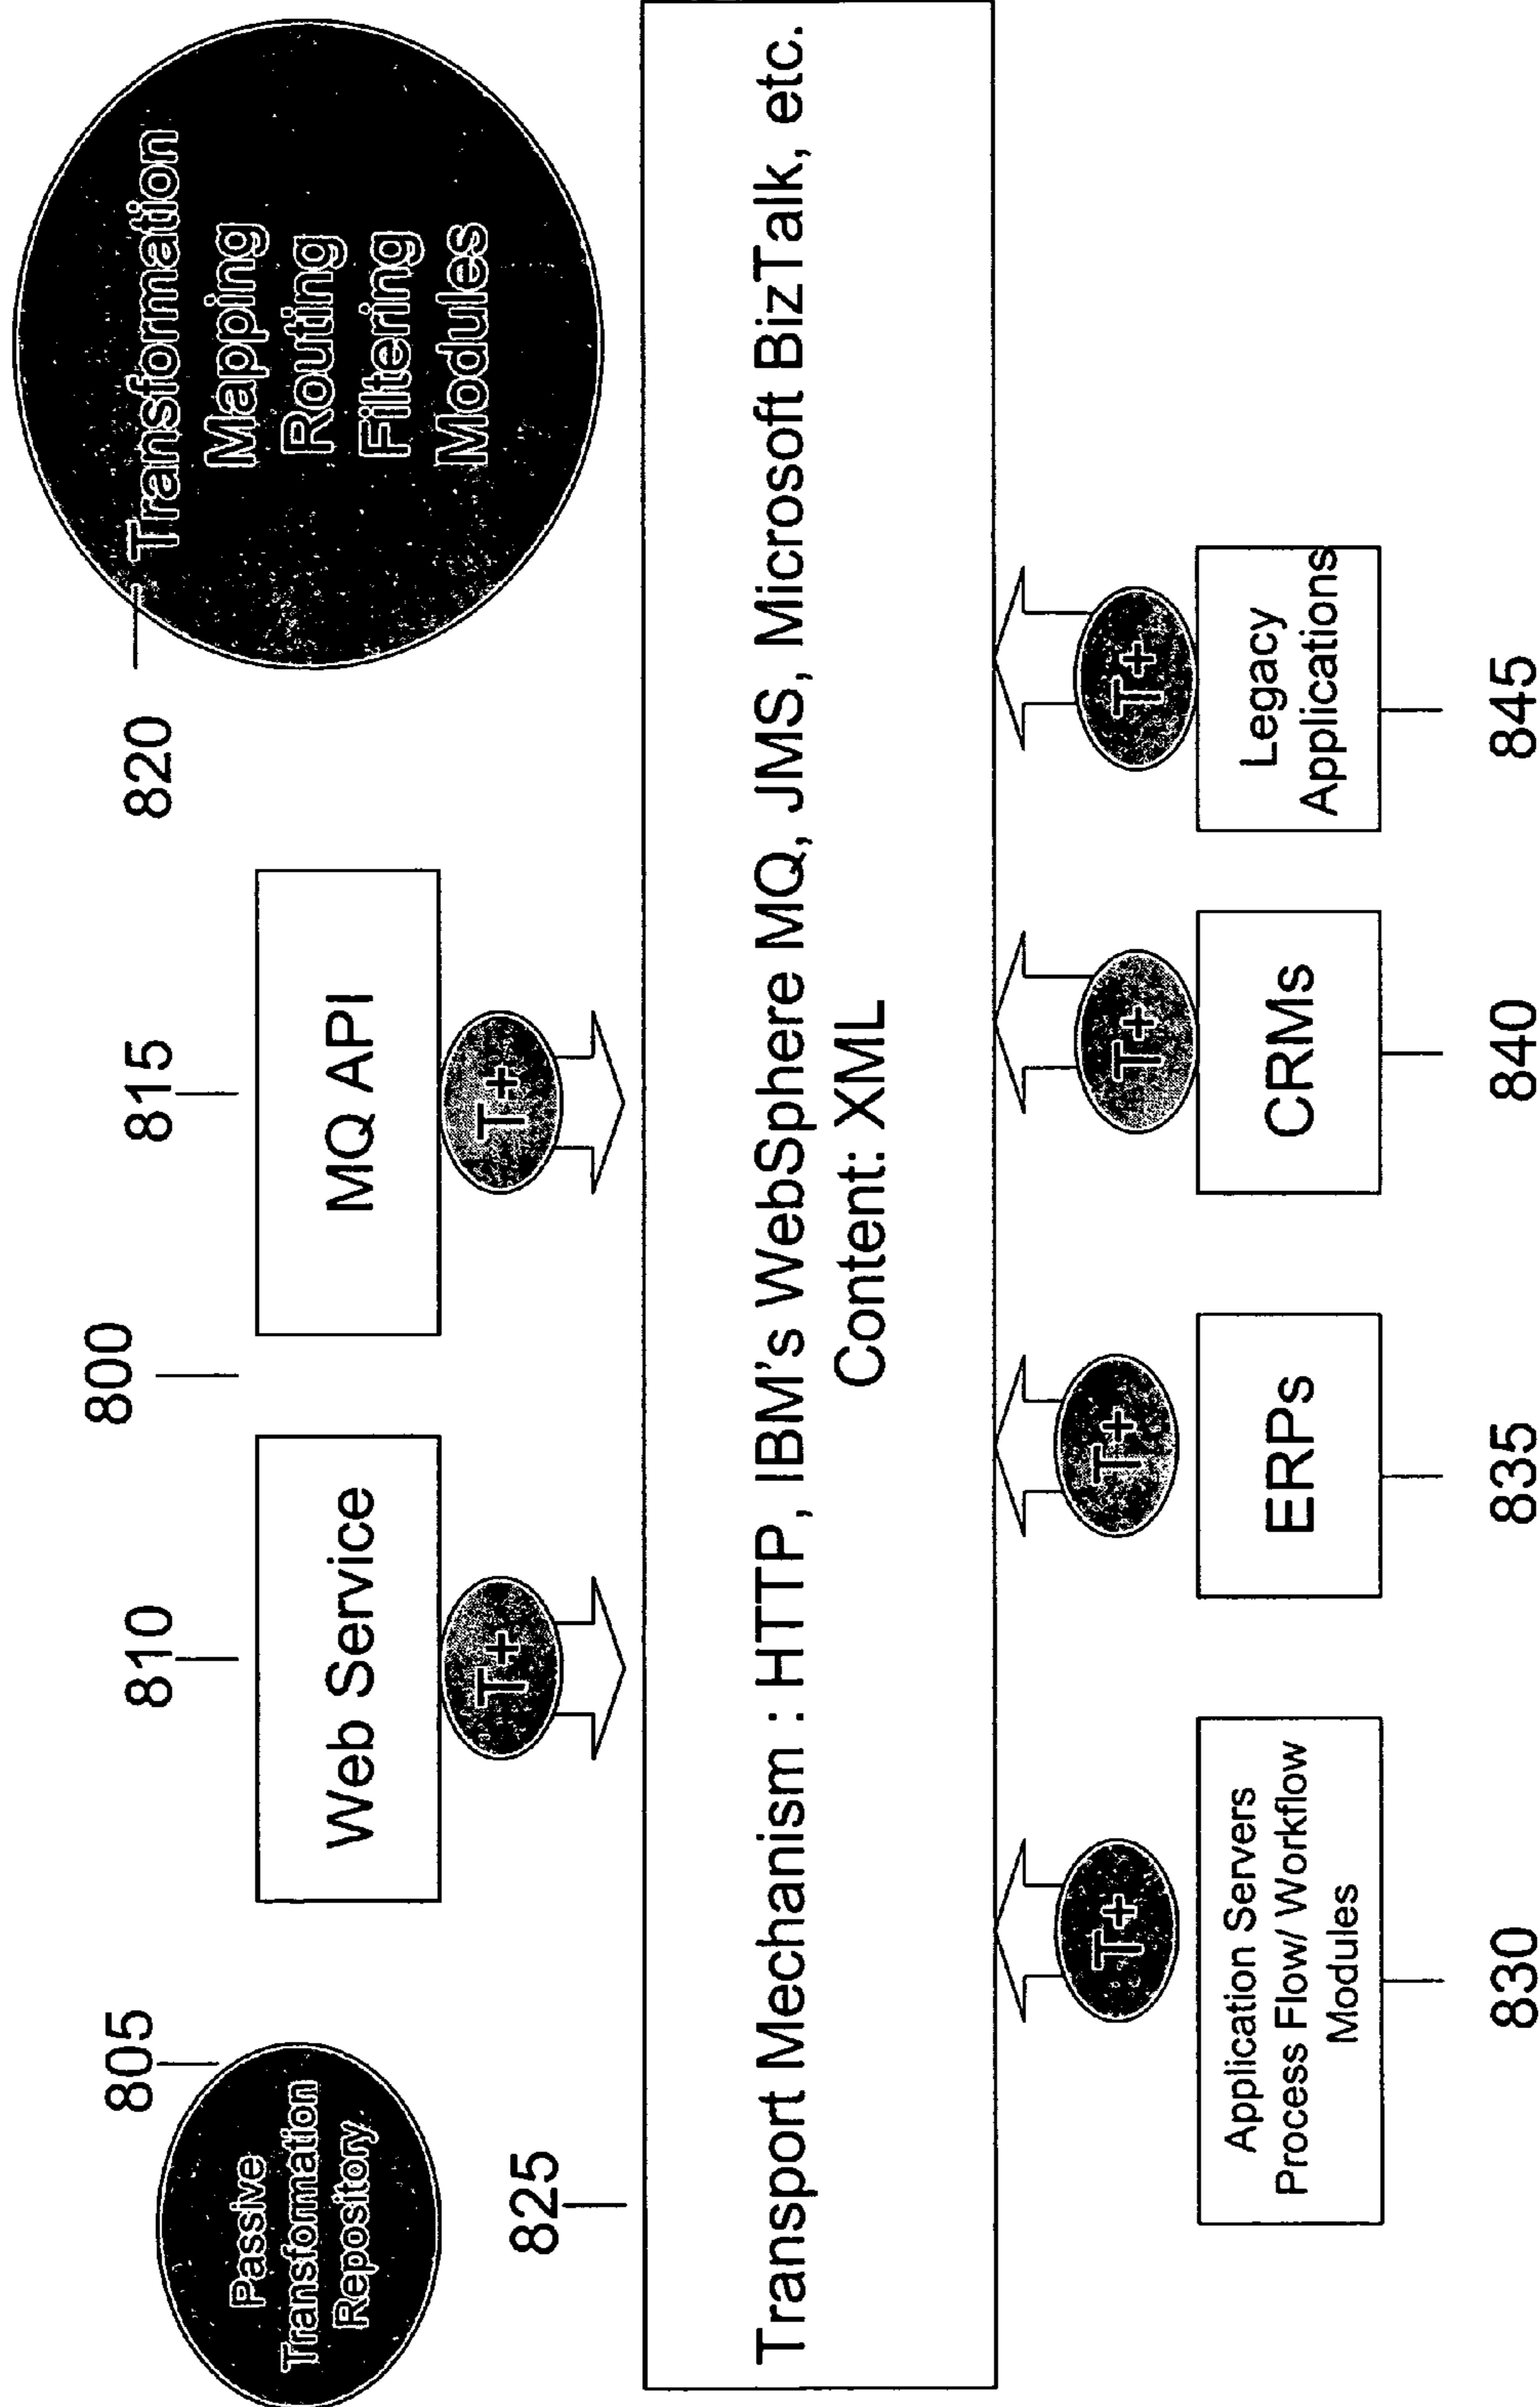 800
805
810
815
820
Passive
Transformation
Repository
Web Service
MQ API
Transformation
Mapping
Routing
Filtering
Modules
T+
T+
825
Transport Mechanism : HTTP, IBM's WebSphere MQ, JMS, Microsoft BizTalk, etc.
Content: XML
T+
T+
T+
T+
Application Servers
Process Flow/ Workflow
Modules
ERPs
CRMs
Legacy
Applications
830
835
840
845